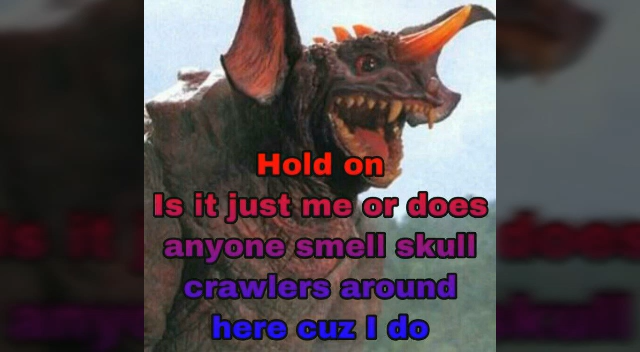 Hold on
Is it just me or does
anyone smell skull
crawlers around
here cuz I do